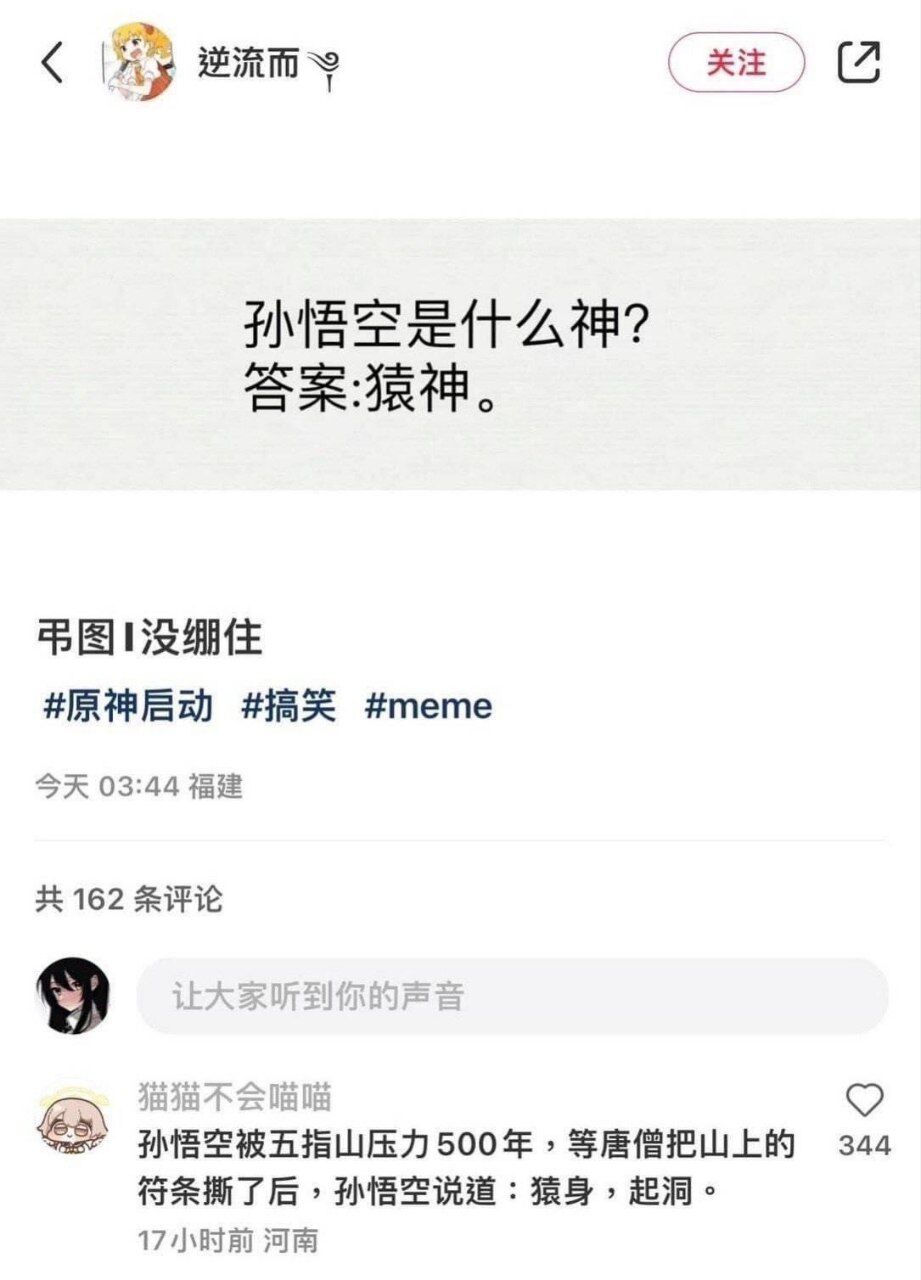 逆流而༄
关注
孙悟空是什么神?
答案:猿神。
弔图 I 没绷住
#原神启动 #搞笑 #meme
今天 03:44 福建
共 162 条评论
让大家听到你的声音
猫猫不会喵喵
孙悟空被五指山压力500年，等唐僧把山上的
344
符条撕了后，孙悟空说道：猿身，起洞。
17小时前 河南